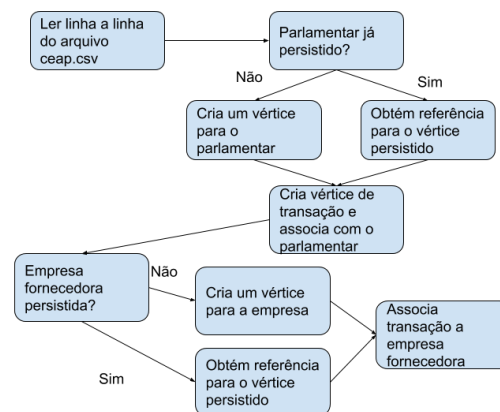 Ler linha a linha
do arquivo
ceap.csv
Parlamentar já
persistido?
Não
Sim
Cria um vértice
para o
parlamentar
Obtém referência
para o vértice
persistido
Cria vértice de
transação e
associa com o
parlamentar
Empresa
fornecedora
persistida?
Não
Cria um vértice
para a empresa
Associa
transação a
empresa
fornecedora
Sim
Obtém referência
para o vértice
persistido